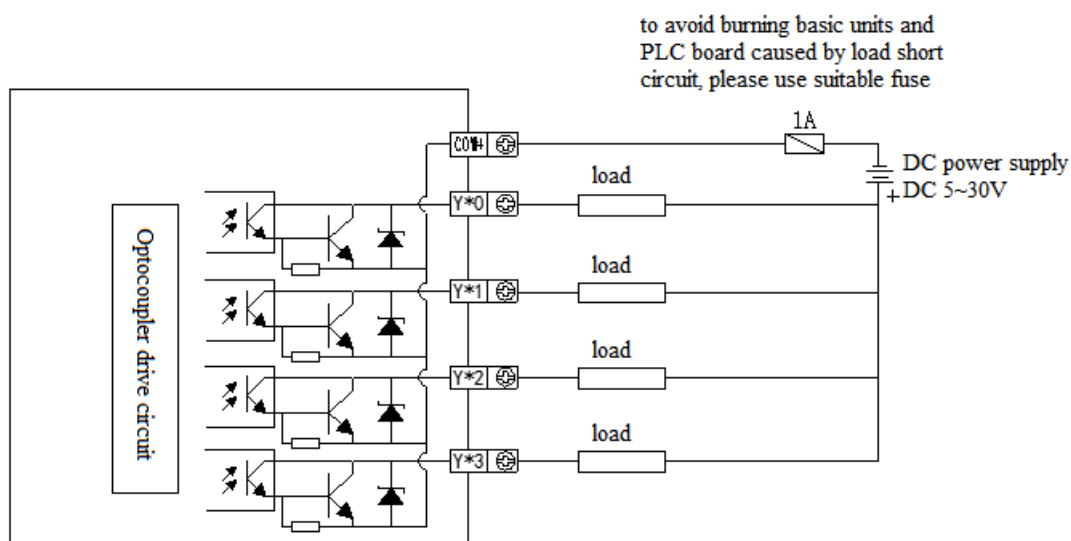 to avoid burning basic units and
PLC board caused by load short
circuit, please use suitable fuse
1A
COM+
DC power supply
+ DC 5~30V
load
Y*0
load
Y*1
load
Y*2
load
Y*3
Optocoupler drive circuit